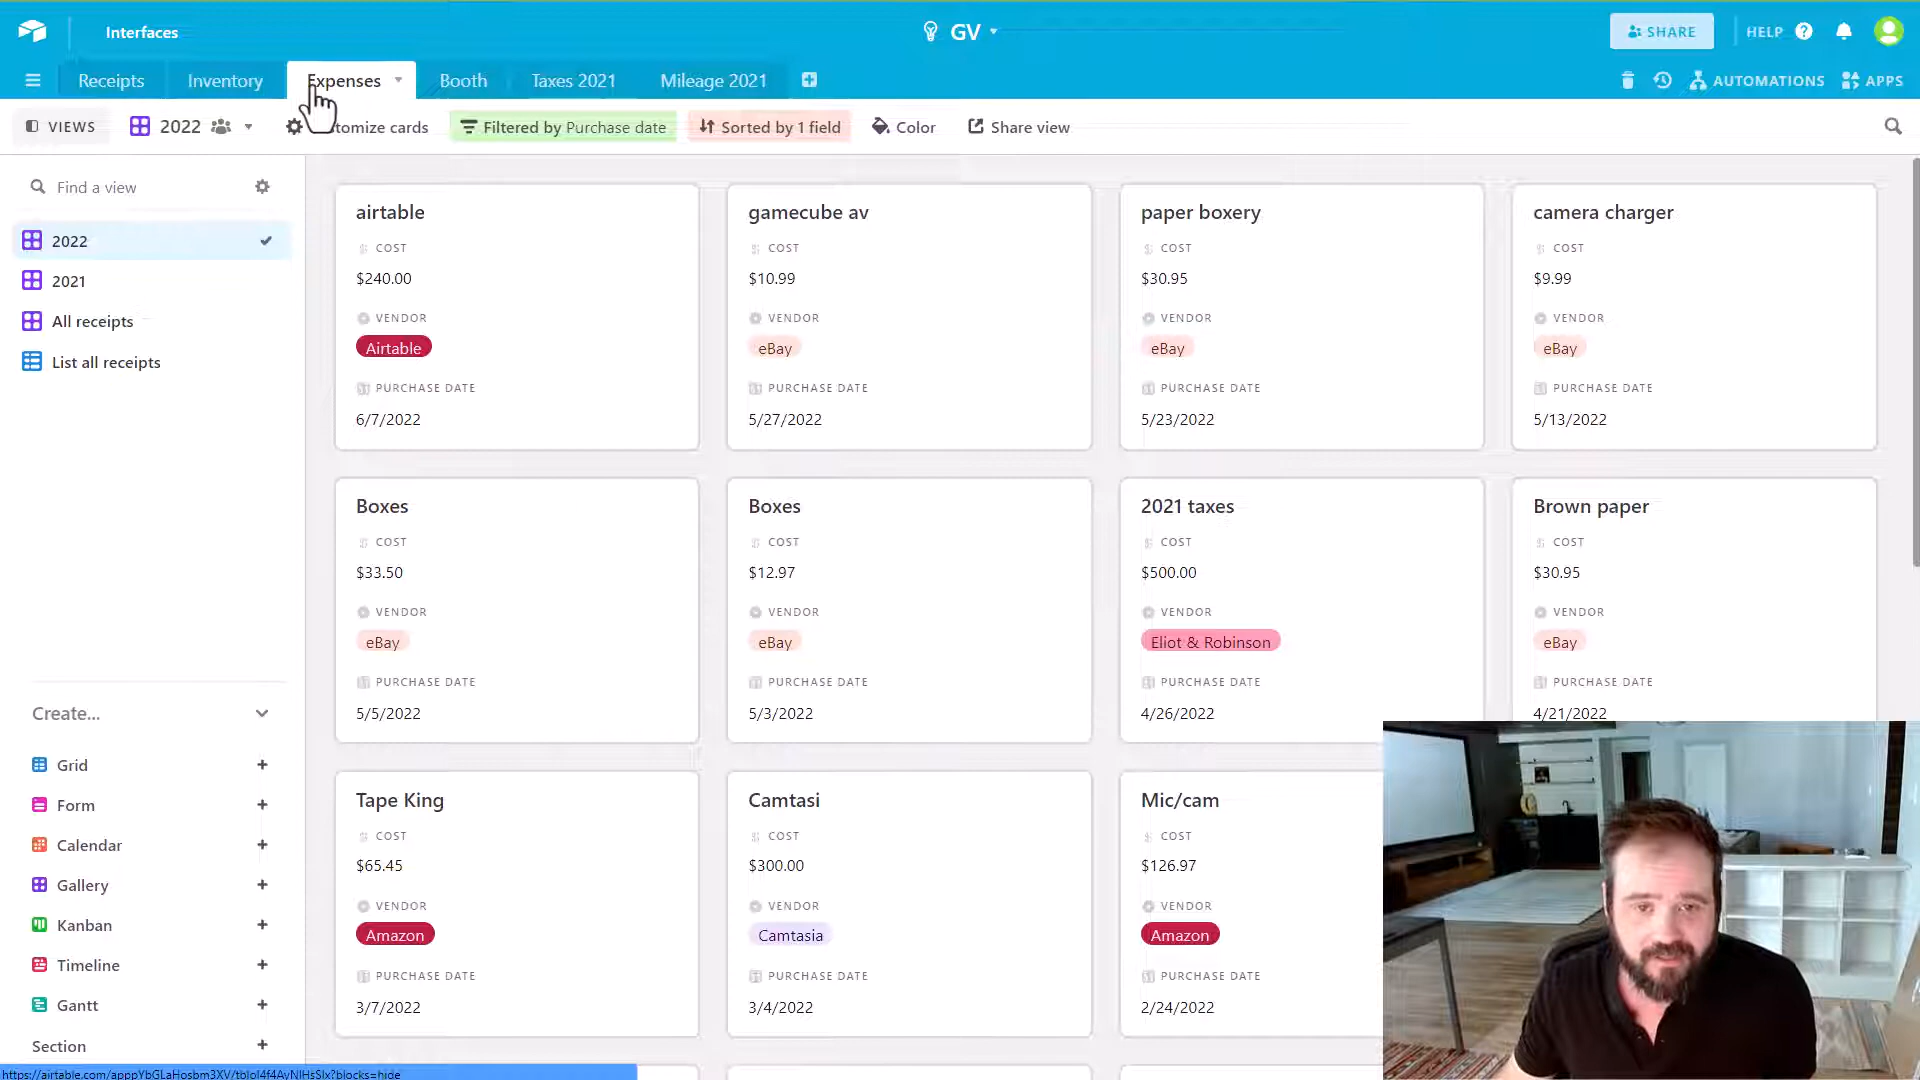 Interfaces
GV
SHARE
HELP
Receipts
Inventory
Expenses
Booth
Taxes 2021
Mileage 2021
AUTOMATIONS
APPS
VIEWS
2022
tomize cards
Filtered by Purchase date
Sorted by 1 field
Color
Share view
Find a view
2022
2021
All receipts
List all receipts
airtable
COST
$240.00
VENDOR
Airtable
PURCHASE DATE
6/7/2022
gamecube av
COST
$10.99
VENDOR
eBay
PURCHASE DATE
5/27/2022
paper boxery
COST
$30.95
VENDOR
eBay
PURCHASE DATE
5/23/2022
camera charger
COST
$9.99
VENDOR
eBay
PURCHASE DATE
5/13/2022
Boxes
COST
$33.50
VENDOR
eBay
PURCHASE DATE
5/5/2022
Boxes
COST
$12.97
VENDOR
eBay
PURCHASE DATE
5/3/2022
2021 taxes
COST
$500.00
VENDOR
Eliot & Robinson
PURCHASE DATE
4/26/2022
Brown paper
COST
$30.95
VENDOR
eBay
PURCHASE DATE
4/21/2022
Tape King
COST
$65.45
VENDOR
Amazon
PURCHASE DATE
3/7/2022
Camtasi
COST
$300.00
VENDOR
Camtasia
PURCHASE DATE
3/4/2022
Mic/cam
COST
$126.97
VENDOR
Amazon
PURCHASE DATE
2/24/2022
Create...
Grid
Form
Calendar
Gallery
Kanban
Timeline
Gantt
Section